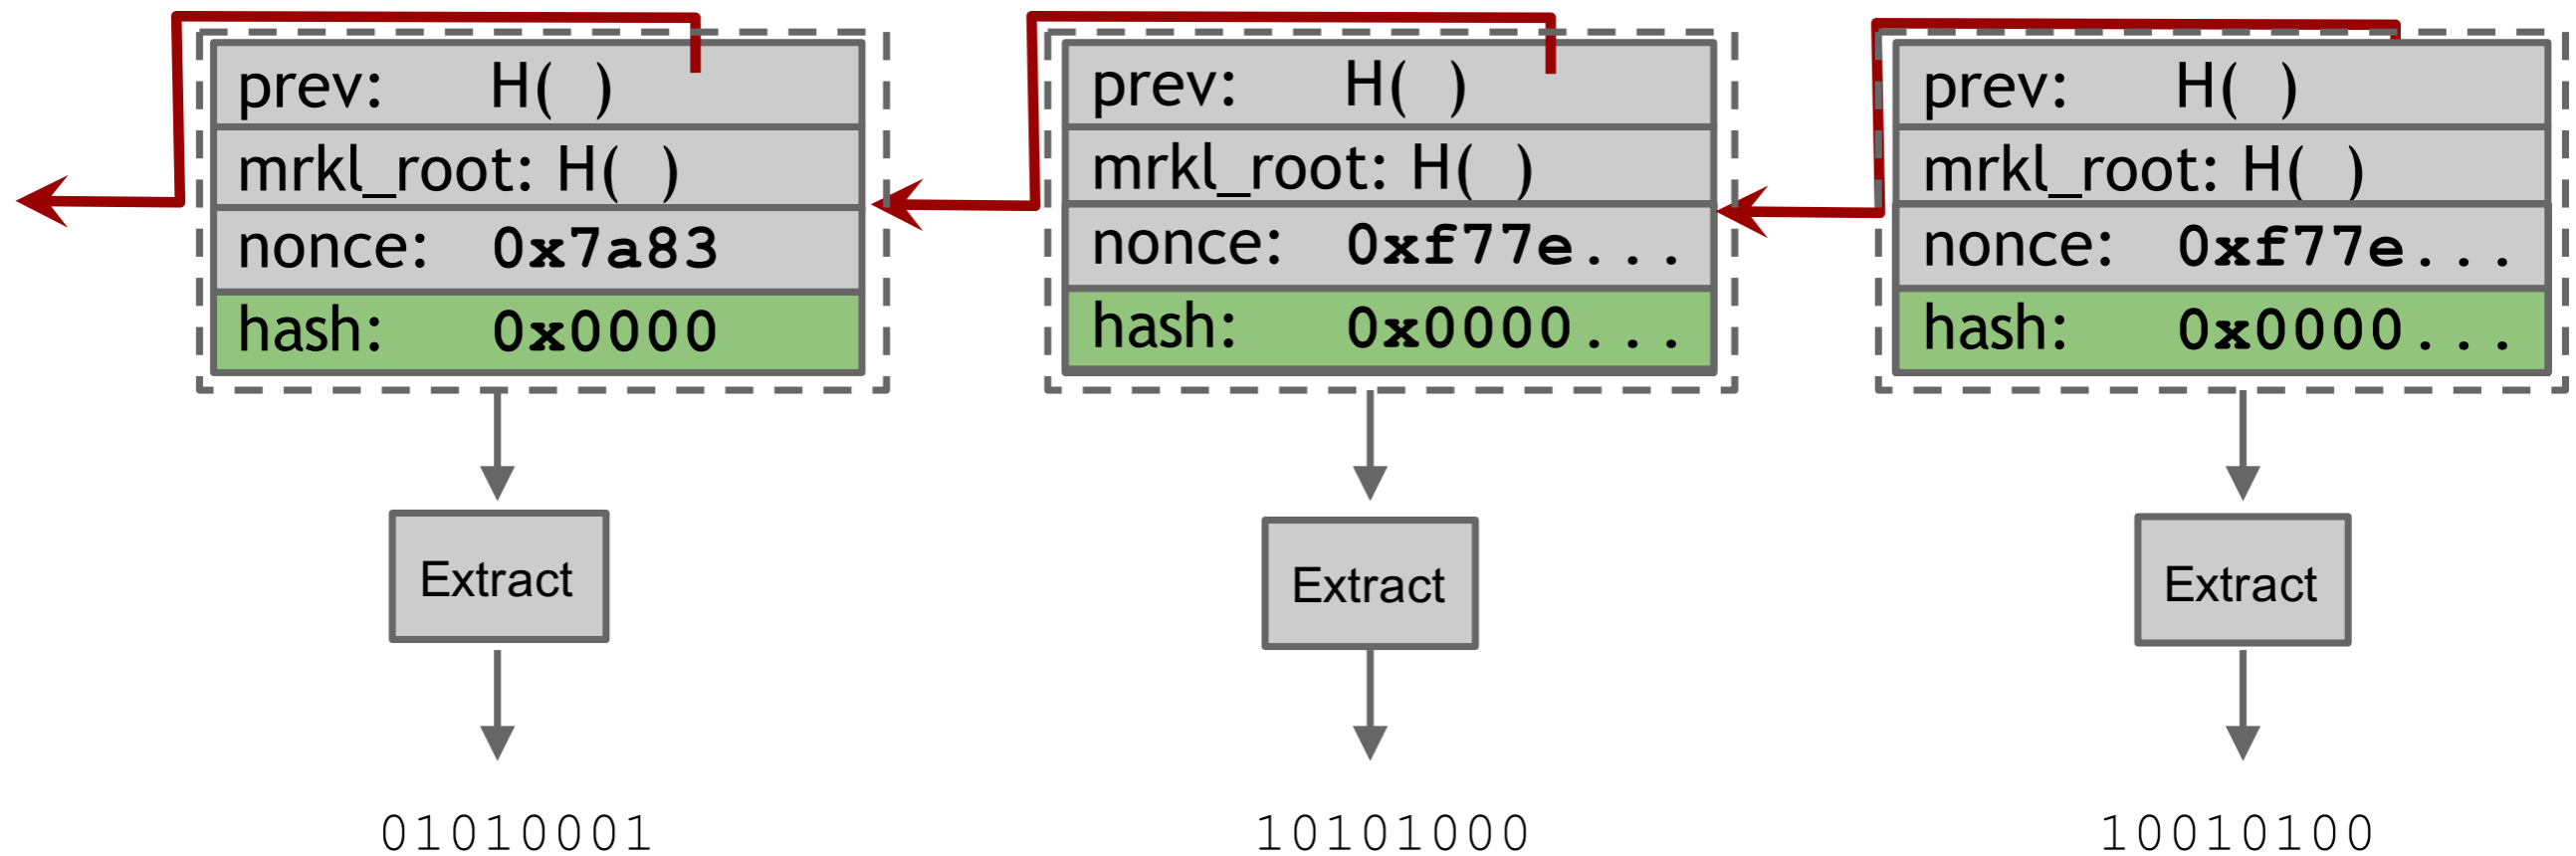 prev: H( )
mrkl_root: H( )
nonce: 0x7a83
hash: 0x0000
prev: H( )
mrkl_root: H( )
nonce: 0xf77e...
hash: 0x0000...
prev: H( )
mrkl_root: H( )
nonce: 0xf77e...
hash: 0x0000...
Extract
Extract
Extract
01010001
10101000
10010100